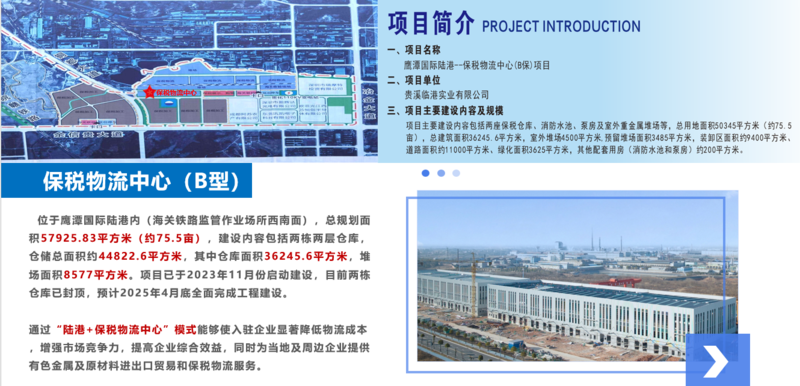 保税物流中心
金桔贵大道
项目简介 PROJECT INTRODUCTION
一、项目名称
鹰潭国际陆港--保税物流中心(B保)项目
二、项目单位
贵溪临港实业有限公司
三、项目主要建设内容及规模
项目主要建设内容包括两座保税仓库、消防水池、泵房及室外重金属堆场等，总用地面积50345平方米（约75.5
亩），总建筑面积36245.6平方米，室外堆场4500平方米,预留堆场面积3485平方米，装卸区面积约9400平方米、
道路面积约11000平方米、绿化面积3625平方米，其他配套用房（消防水池和泵房）约200平方米。
保税物流中心（B型）
位于鹰潭国际陆港内（海关铁路监管作业场所西南面），总规划面
积57925.83平方米（约75.5亩），建设内容包括两栋两层仓库，
仓储总面积约44822.6平方米，其中仓库面积36245.6平方米，堆
场面积8577平方米。项目已于2023年11月份启动建设，目前两栋
仓库已封顶，预计2025年4月底全面完成工程建设。
通过“陆港+保税物流中心”模式能够使入驻企业显著降低物流成本
，增强市场竞争力，提高企业综合效益，同时为当地及周边企业提供
有色金属及原材料进出口贸易和保税物流服务。